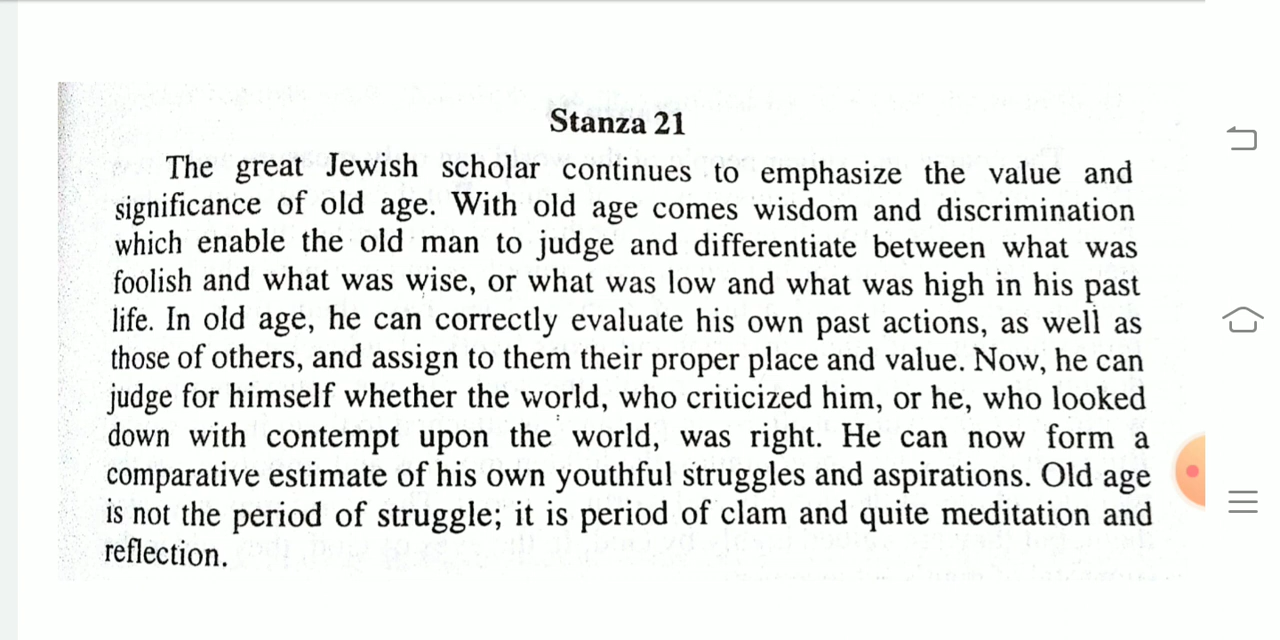 Stanza 21
The great Jewish scholar continues to emphasize the value and
significance of old age. With old age comes wisdom and discrimination
which enable the old man to judge and differentiate between what was
foolish and what was wise, or what was low and what was high in his past
life. In old age, he can correctly evaluate his own past actions, as well as
those of others, and assign to them their proper place and value. Now, he can
judge for himself whether the world, who criticized him, or he, who looked
down with contempt upon the world, was right. He can now form a
comparative estimate of his own youthful struggles and aspirations. Old age
is not the period of struggle; it is period of clam and quite meditation and
reflection.